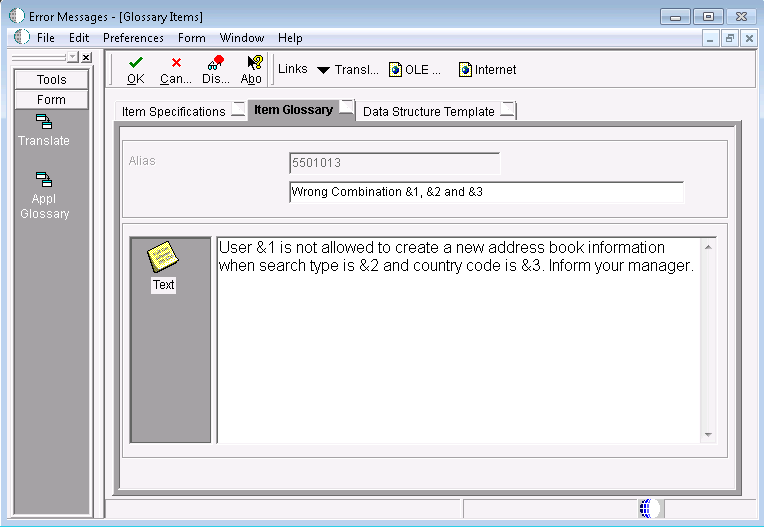 Error Messages - [Glossary Items]
File Edit Preferences Form Window Help
Tools
Form
Translate
Appl
Glossary
OK Can... Dis... Abo Links Transl... OLE ... Internet
Item Specifications Item Glossary Data Structure Template
Alias 5501013
Wrong Combination &1, &2 and &3
Text
User &1 is not allowed to create a new address book information
when search type is &2 and country code is &3. Inform your manager.